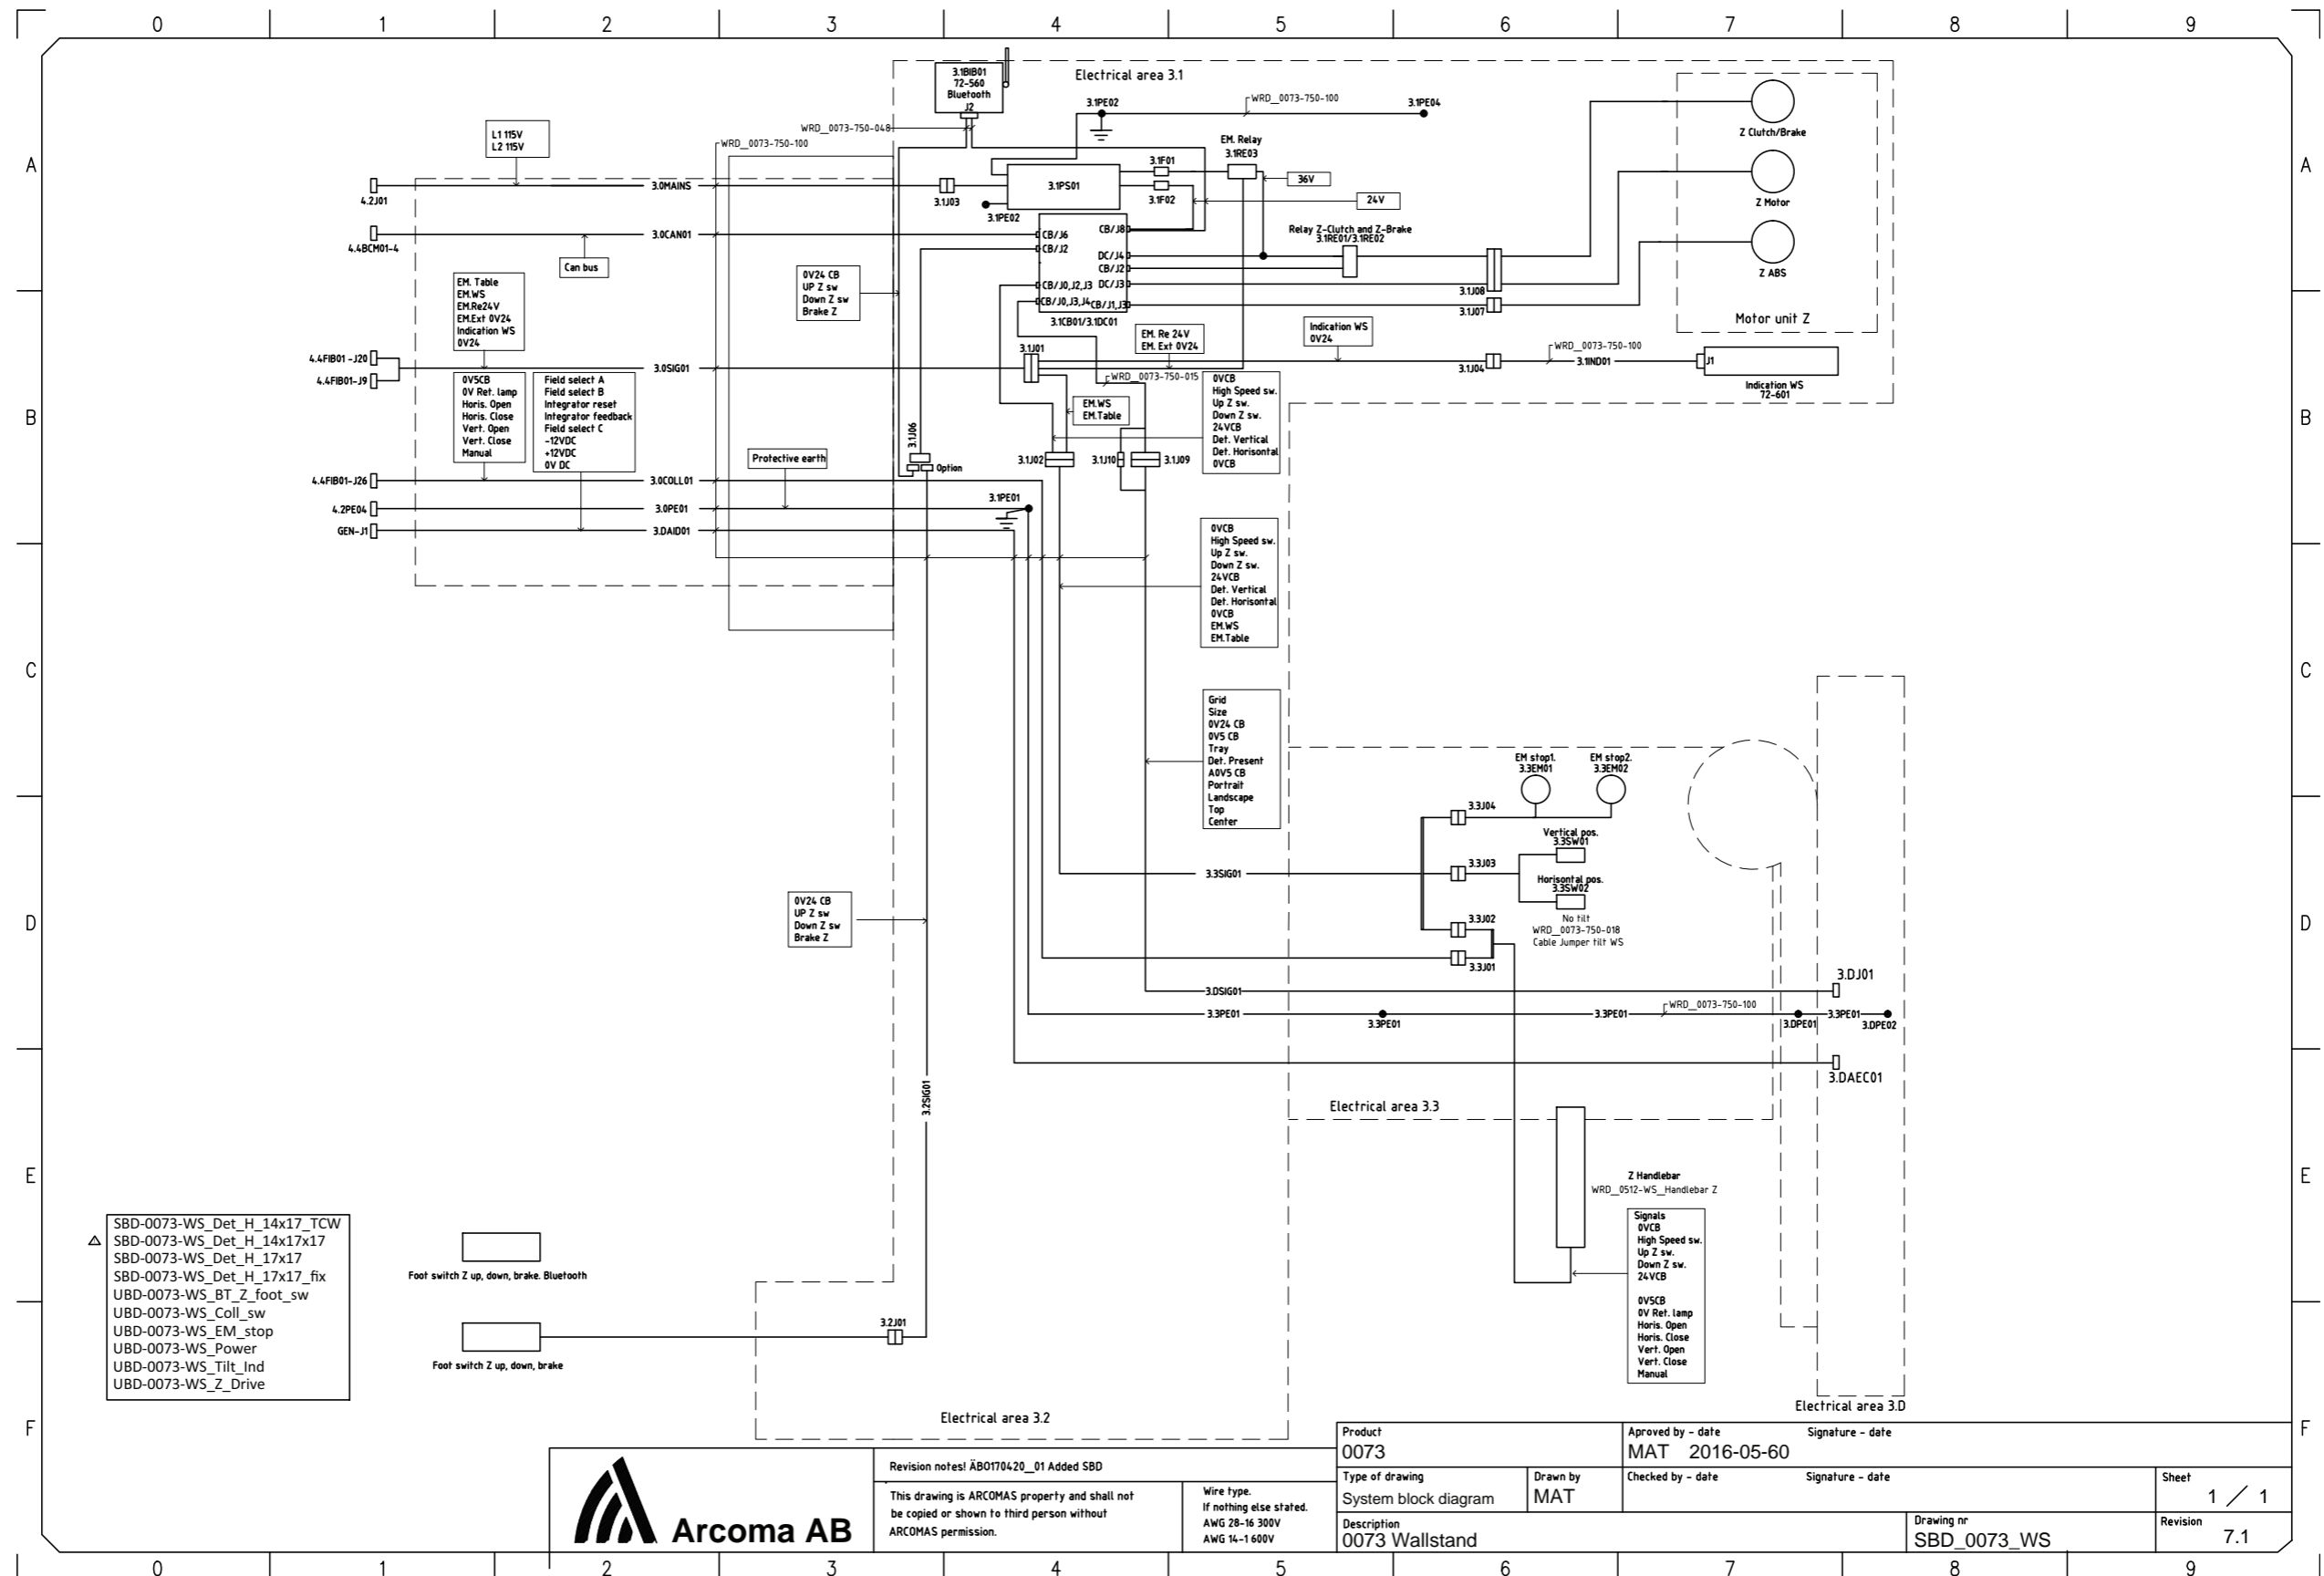 0 1 2 3 4 5 6 7 8 9
A
B
C
D
E
F
Electrical area 3.1
3.1BIB01
72-560
Bluetooth
J2
WRD__0073-750-048
WRD__0073-750-100
L1 115V
L2 115V
4.2J01
3.0MAINS
3.1J03
3.1PE02
WRD__0073-750-100
3.1PE04
3.1PS01
3.1PE02
3.1F01
3.1F02
EM. Relay
3.1RE03
36V
24V
Z Clutch/Brake
Z Motor
Z ABS
Motor unit Z
4.4BCM01-4
3.0CAN01
Can bus
CB/J6
CB/J2
CB/J8
DC/J4
CB/J2
CB/J0,J2,J3
DC/J3
CB/J0,J3,J4
CB/J1,J3
3.1CB01/3.1DC01
Relay Z-Clutch and Z-Brake
3.1RE01/3.1RE02
3.1J08
3.1J07
0V24 CB
UP Z sw
Down Z sw
Brake Z
EM. Table
EM.WS
EM.Re24V
EM.Ext 0V24
Indication WS
0V24
4.4FIB01 -J20
4.4FIB01-J9
3.0SIG01
3.1J01
EM. Re 24V
EM. Ext 0V24
Indication WS
0V24
3.1J04
WRD__0073-750-100
3.1IND01
J1
Indication WS
72-601
WRD__0073-750-015
EM.WS
EM.Table
0V5CB
0V Ret. lamp
Horis. Open
Horis. Close
Vert. Open
Vert. Close
Manual
Field select A
Field select B
Integrator reset
Integrator feedback
Field select C
-12VDC
+12VDC
0V DC
Protective earth
3.1J06
Option
3.1J02
3.1J10
3.1J09
0VCB
High Speed sw.
Up Z sw.
Down Z sw.
24VCB
Det. Vertical
Det. Horisontal
0VCB
4.4FIB01-J26
3.0COLL01
4.2PE04
3.0PE01
3.1PE01
GEN-J1
3.DAID01
0VCB
High Speed sw.
Up Z sw.
Down Z sw.
24VCB
Det. Vertical
Det. Horisontal
0VCB
EM.WS
EM.Table
Grid
Size
0V24 CB
0V5 CB
Tray
Det. Present
A0V5 CB
Portrait
Landscape
Top
Center
EM stop1.
3.3EM01
EM stop2.
3.3EM02
3.3J04
Vertical pos.
3.3SW01
3.3SIG01
3.3J03
Horisontal pos.
3.3SW02
No tilt
WRD__0073-750-018
Cable Jumper tilt WS
3.3J02
3.3J01
0V24 CB
UP Z sw
Down Z sw
Brake Z
3.DSIG01
3.DJ01
3.3PE01
3.3PE01
3.3PE01
WRD__0073-750-100
3.DPE01
3.3PE01
3.DPE02
3.DAEC01
3.2SIG01
Electrical area 3.3
Z Handlebar
WRD__0512-WS__Handlebar Z
Signals
0VCB
High Speed sw.
Up Z sw.
Down Z sw.
24VCB
0V5CB
0V Ret. lamp
Horis. Open
Horis. Close
Vert. Open
Vert. Close
Manual
SBD-0073-WS_Det_H_14x17_TCW
SBD-0073-WS_Det_H_14x17x17
SBD-0073-WS_Det_H_17x17
SBD-0073-WS_Det_H_17x17_fix
UBD-0073-WS_BT_Z_foot_sw
UBD-0073-WS_Coll_sw
UBD-0073-WS_EM_stop
UBD-0073-WS_Power
UBD-0073-WS_Tilt_Ind
UBD-0073-WS_Z_Drive
Foot switch Z up, down, brake. Bluetooth
Foot switch Z up, down, brake
3.2J01
Electrical area 3.2
Electrical area 3.D
Arcoma AB
Revision notes! ÄBO170420__01 Added SBD
This drawing is ARCOMAS property and shall not
be copied or shown to third person without
ARCOMAS permission.
Wire type.
If nothing else stated.
AWG 28-16 300V
AWG 14-1 600V
Product
0073
Aproved by - date Signature - date
MAT 2016-05-60
Type of drawing
System block diagram
Drawn by
MAT
Checked by - date Signature - date
Sheet
1 / 1
Description
0073 Wallstand
Drawing nr
SBD_0073_WS
Revision
7.1
A
B
C
D
E
F
0 1 2 3 4 5 6 7 8 9